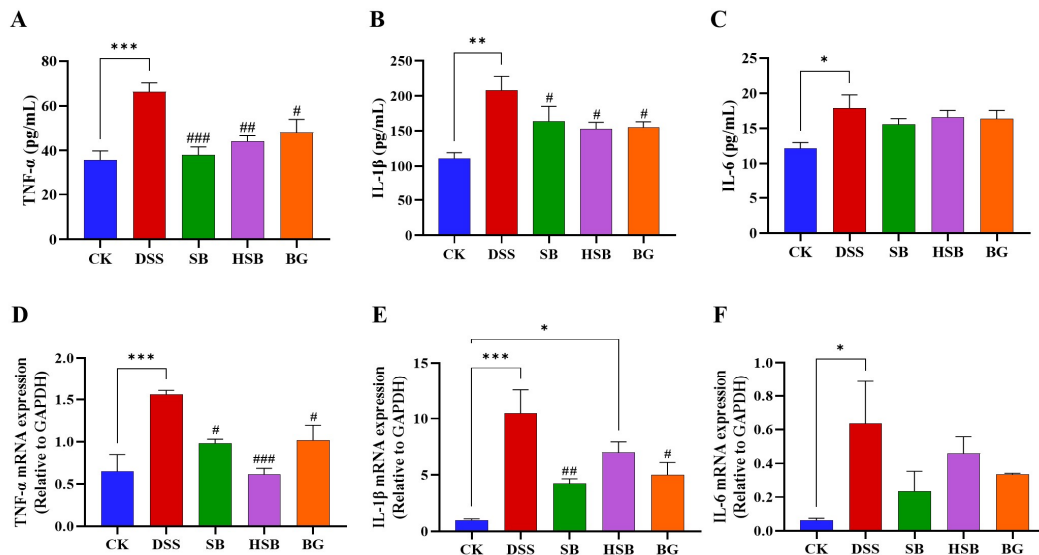 A
TNF-α (pg/mL)
80
60
40
20
0
***
###
##
#
CK DSS SB HSB BG
B
IL-1β (pg/mL)
250
200
150
100
50
0
**
#
#
#
CK DSS SB HSB BG
C
IL-6 (pg/mL)
25
20
15
10
5
0
*
CK DSS SB HSB BG
D
TNF-α mRNA expression
(Relative to GAPDH)
2.0
1.5
1.0
0.5
0.0
***
#
###
#
CK DSS SB HSB BG
E
IL-1β mRNA expression
(Relative to GAPDH)
15
10
5
0
*
***
##
#
CK DSS SB HSB BG
F
IL-6 mRNA expression
(Relative to GAPDH)
1.0
0.8
0.6
0.4
0.2
0.0
*
CK DSS SB HSB BG